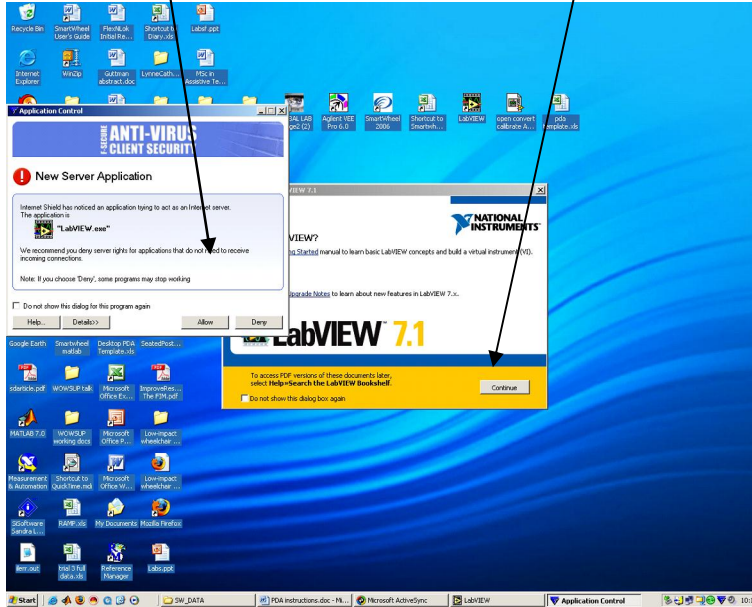 Recycle Bin
SmartWheel User's Guide
FlexNLok Initial Re...
Shortcut to Diary.xls
Labsf.ppt
Internet Explorer
WinZip
Guttman abstract.doc
LynneCath...
MSc in Assistive Te...
Agilent VEE Pro 6.0
SmartWheel 2006
Shortcut to Smartwh...
LabVIEW
open convert calibrate A...
pda template.xls
Application Control
F-SECURE ANTI-VIRUS
CLIENT SECURITY
New Server Application
Internet Shield has noticed an application trying to act as an Internet server.
The application is
"LabVIEW.exe"
We recommend you deny server rights for applications that do not need to receive
incoming connections.
Note: If you choose 'Deny', some programs may stop working
Do not show this dialog for this program again
Help...
Details>>
Allow
Deny
VIEW 7.1
NATIONAL
INSTRUMENTS
VIEW?
ng Started manual to learn basic LabVIEW concepts and build a virtual instrument (VI).
Upgrade Notes to learn about new features in LabVIEW 7.x.
LabVIEW 7.1
To access PDF versions of these documents later,
select Help»Search the LabVIEW Bookshelf.
Do not show this dialog box again
Continue
Google Earth
Smartwheel matlab
Desktop PDA Template.xls
SeatedPost...
sdarticle.pdf
WOWSUP talk
Microsoft Office Ex...
ImproveRes... The FIM.pdf
MATLAB 7.0
WOWSUP working docs
Microsoft Office P...
Low-impact wheelchair ...
Measurement & Automation
Shortcut to QuickTime.mdi
Microsoft Office W...
Low-impact wheelchair ...
SGoftware Sandra L...
RAMP.xls
My Documents
Mozilla Firefox
ilerr.out
trial 3 full data.xls
Reference Manager
Labs.ppt
Start
SW_DATA
PDA instructions.doc - Mi...
Microsoft ActiveSync
LabVIEW
Application Control
10: